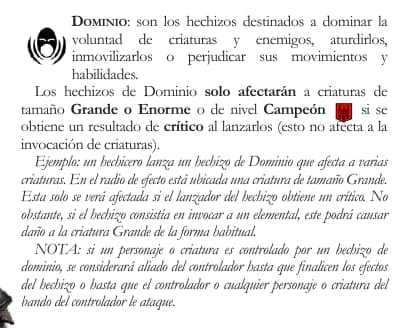 DOMINIO: son los hechizos destinados a dominar la
voluntad de criaturas y enemigos, aturdirlos,
inmovilizarlos o perjudicar sus movimientos y
habilidades.
Los hechizos de Dominio solo afectarán a criaturas de
tamaño Grande o Enorme o de nivel Campeón si se
obtiene un resultado de crítico al lanzarlos (esto no afecta a la
invocación de criaturas).
Ejemplo: un hechicero lanza un hechizo de Dominio que afecta a varias
criaturas. En el radio de efecto está ubicada una criatura de tamaño Grande.
Esta solo se verá afectada si el lanzador del hechizo obtiene un crítico. No
obstante, si el hechizo consistía en invocar a un elemental, este podrá causar
daño a la criatura Grande de la forma habitual.
NOTA: si un personaje o criatura es controlado por un hechizo de
dominio, se considerará aliado del controlador hasta que finalicen los efectos
del hechizo o hasta que el controlador o cualquier personaje o criatura del
bando del controlador le ataque.